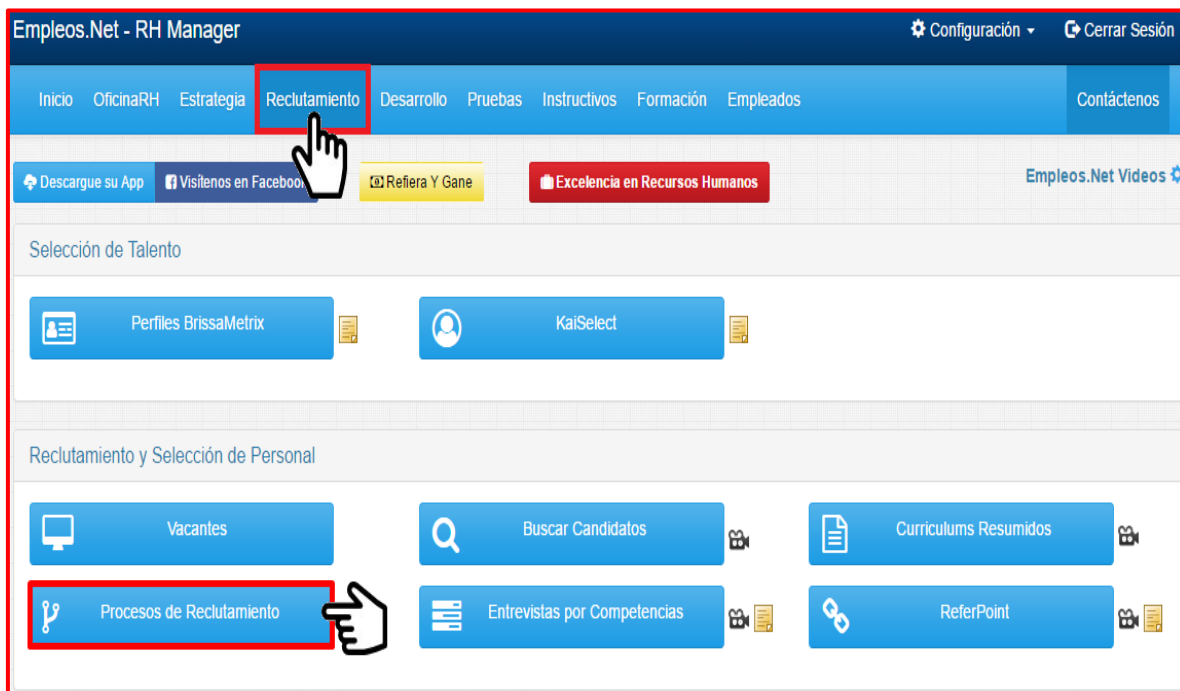 Empleos.Net - RH Manager
Configuración
Cerrar Sesión
Inicio OficinaRH Estrategia Reclutamiento Desarrollo Pruebas Instructivos Formación Empleados Contáctenos
Descargue su App
Visítenos en
Refiera Y Gane
Excelencia en Recursos Humanos
Empleos.Net Videos
Selección de Talento
Perfiles BrissaMetrix
KaiSelect
Reclutamiento y Selección de Personal
Vacantes
Buscar Candidatos
Curriculums Resumidos
Procesos de Reclutamiento
Entrevistas por Competencias
ReferPoint